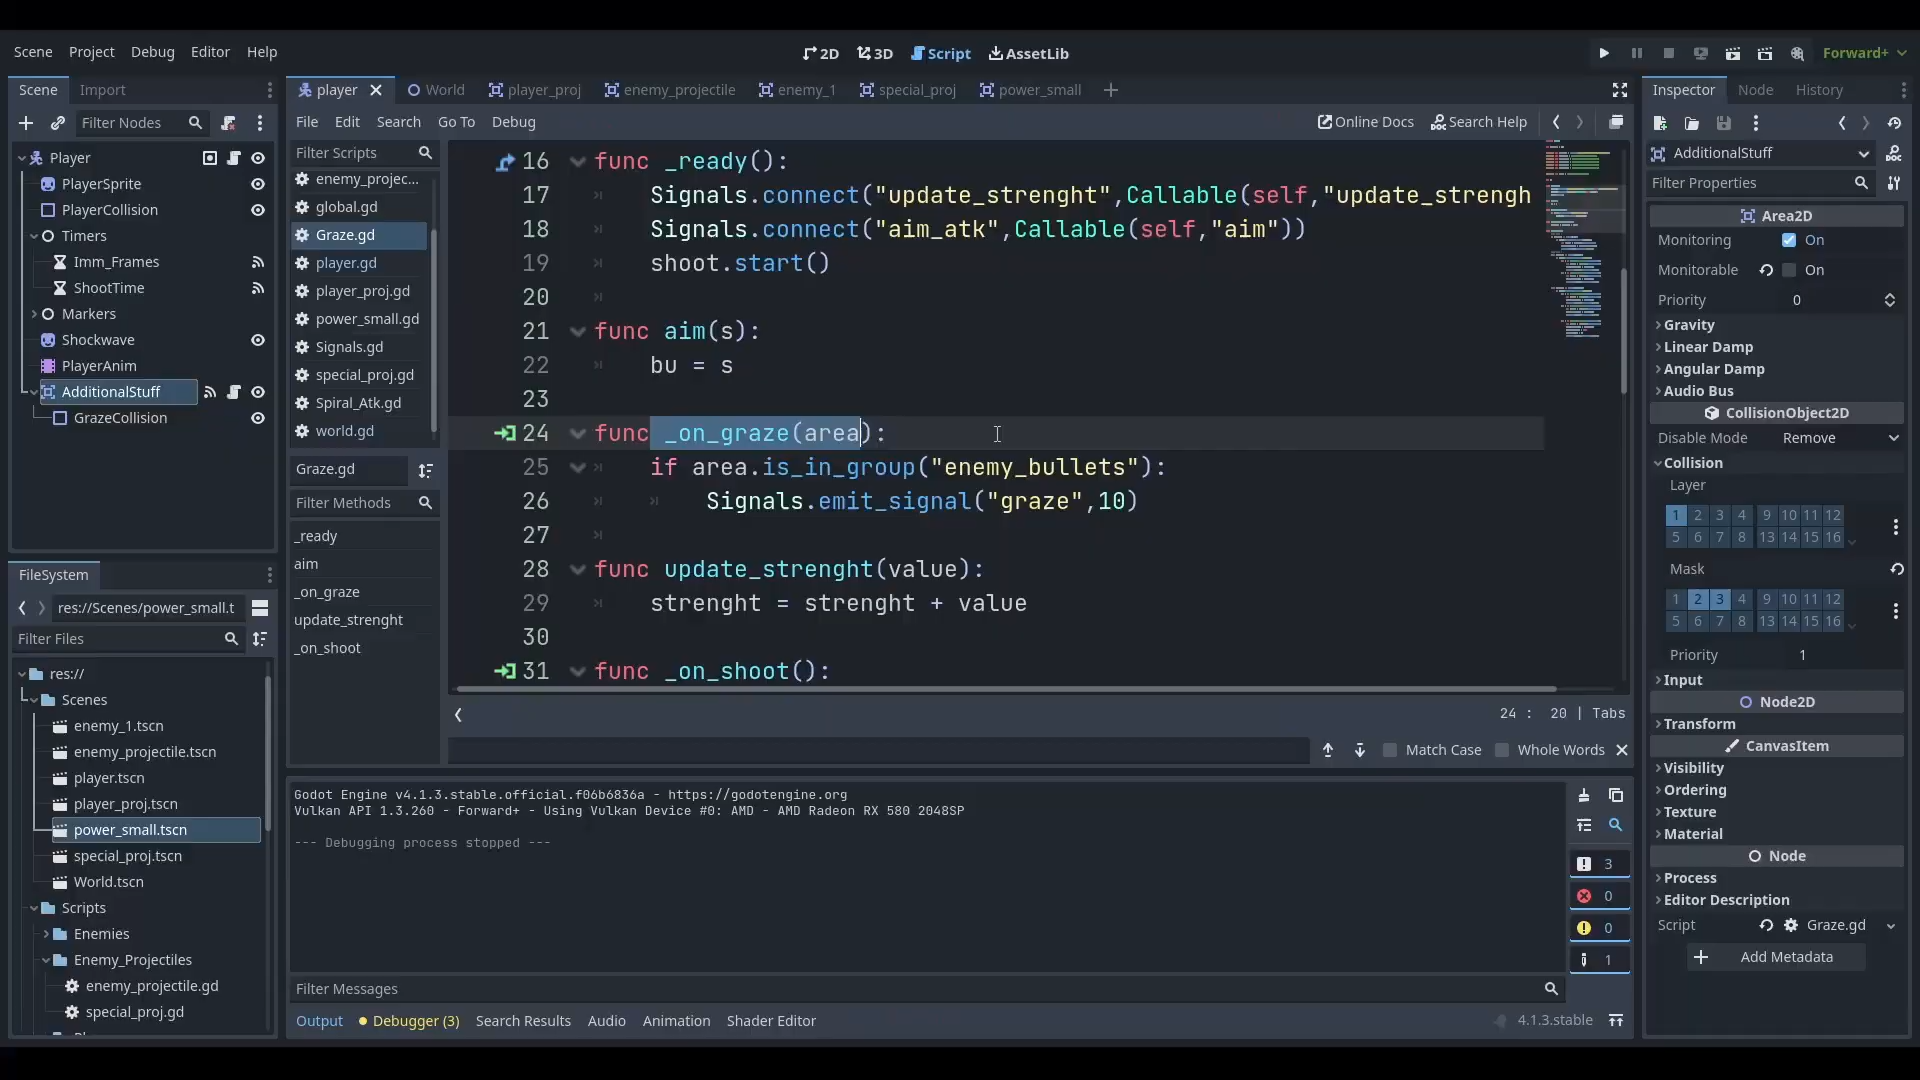 Scene Project Debug Editor Help
2D 3D Script AssetLib
Forward+
Scene Import
Filter Nodes
Player
PlayerSprite
PlayerCollision
Timers
Imm_Frames
ShootTime
Markers
Shockwave
PlayerAnim
AdditionalStuff
GrazeCollision
FileSystem
res://Scenes/power_small.t
Filter Files
res://
Scenes
enemy_1.tscn
enemy_projectile.tscn
player.tscn
player_proj.tscn
power_small.tscn
special_proj.tscn
World.tscn
Scripts
Enemies
Enemy_Projectiles
enemy_projectile.gd
special_proj.gd
player World player_proj enemy_projectile enemy_1 special_proj power_small
File Edit Search Go To Debug
Online Docs Search Help
Filter Scripts
enemy_projec...
global.gd
Graze.gd
player.gd
player_proj.gd
power_small.gd
Signals.gd
special_proj.gd
Spiral_Atk.gd
world.gd
Graze.gd
Filter Methods
_ready
aim
_on_graze
update_strenght
_on_shoot
16 func _ready():
17 Signals.connect("update_strenght",Callable(self,"update_strengh
18 Signals.connect("aim_atk",Callable(self,"aim"))
19 shoot.start()
20
21 func aim(s):
22 bu = s
23
24 func _on_graze(area):
25 if area.is_in_group("enemy_bullets"):
26 Signals.emit_signal("graze",10)
27
28 func update_strenght(value):
29 strenght = strenght + value
30
31 func _on_shoot():
24 : 20 | Tabs
Match Case Whole Words
Godot Engine v4.1.3.stable.official.f06b6836a - https://godotengine.org
Vulkan API 1.3.260 - Forward+ - Using Vulkan Device #0: AMD - AMD Radeon RX 580 2048SP
--- Debugging process stopped ---
3
0
0
1
Filter Messages
Output Debugger (3) Search Results Audio Animation Shader Editor
4.1.3.stable
Inspector Node History
AdditionalStuff
Filter Properties
Area2D
Monitoring On
Monitorable On
Priority 0
Gravity
Linear Damp
Angular Damp
Audio Bus
CollisionObject2D
Disable Mode Remove
Collision
Layer
1 2 3 4 9 10 11 12
5 6 7 8 13 14 15 16
Mask
1 2 3 4 9 10 11 12
5 6 7 8 13 14 15 16
Priority 1
Input
Node2D
Transform
CanvasItem
Visibility
Ordering
Texture
Material
Node
Process
Editor Description
Script Graze.gd
Add Metadata